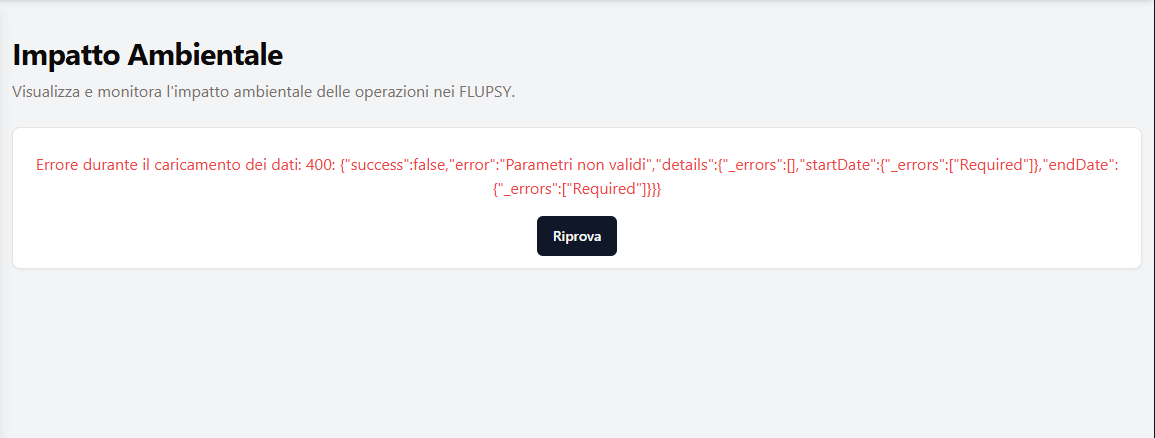 Impatto Ambientale
Visualizza e monitora l'impatto ambientale delle operazioni nei FLUPSY.
Errore durante il caricamento dei dati: 400: {"success":false,"error":"Parametri non validi","details":{"_errors":[],"startDate":{"_errors":["Required"]},"endDate":
{"_errors":["Required"]}}}
Riprova